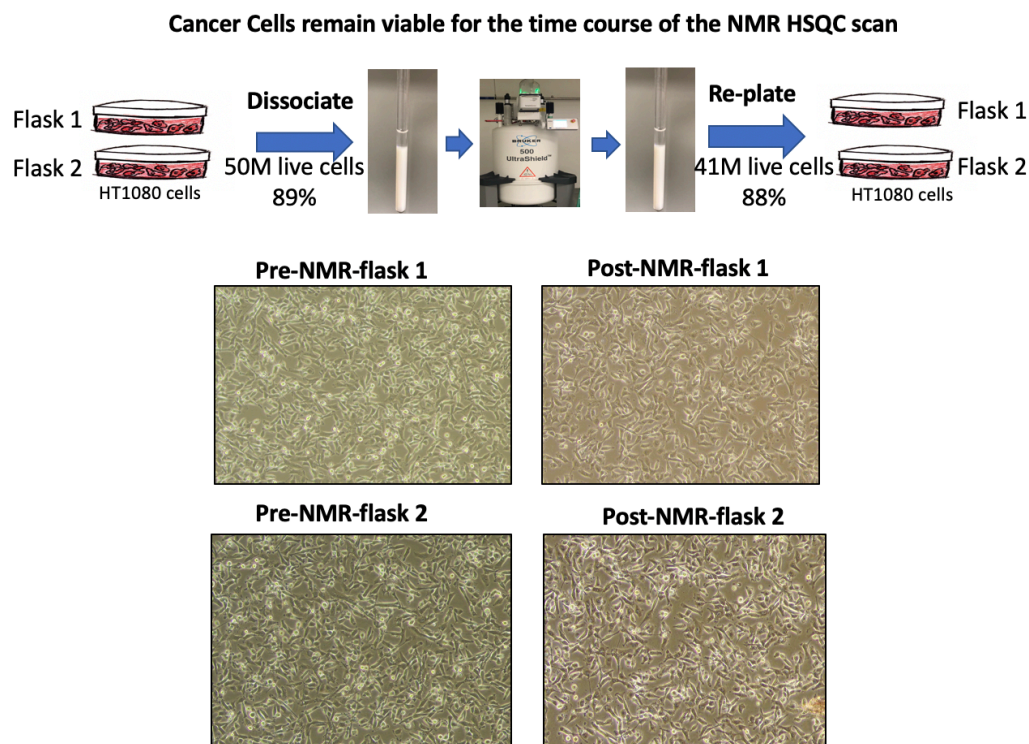 Cancer Cells remain viable for the time course of the NMR HSQC scan
Flask 1
Flask 2
HT1080 cells
Dissociate
50M live cells
89%
BRUKER
500
UltraShield™
Re-plate
41M live cells
88%
Flask 1
Flask 2
HT1080 cells
Pre-NMR-flask 1
Post-NMR-flask 1
Pre-NMR-flask 2
Post-NMR-flask 2